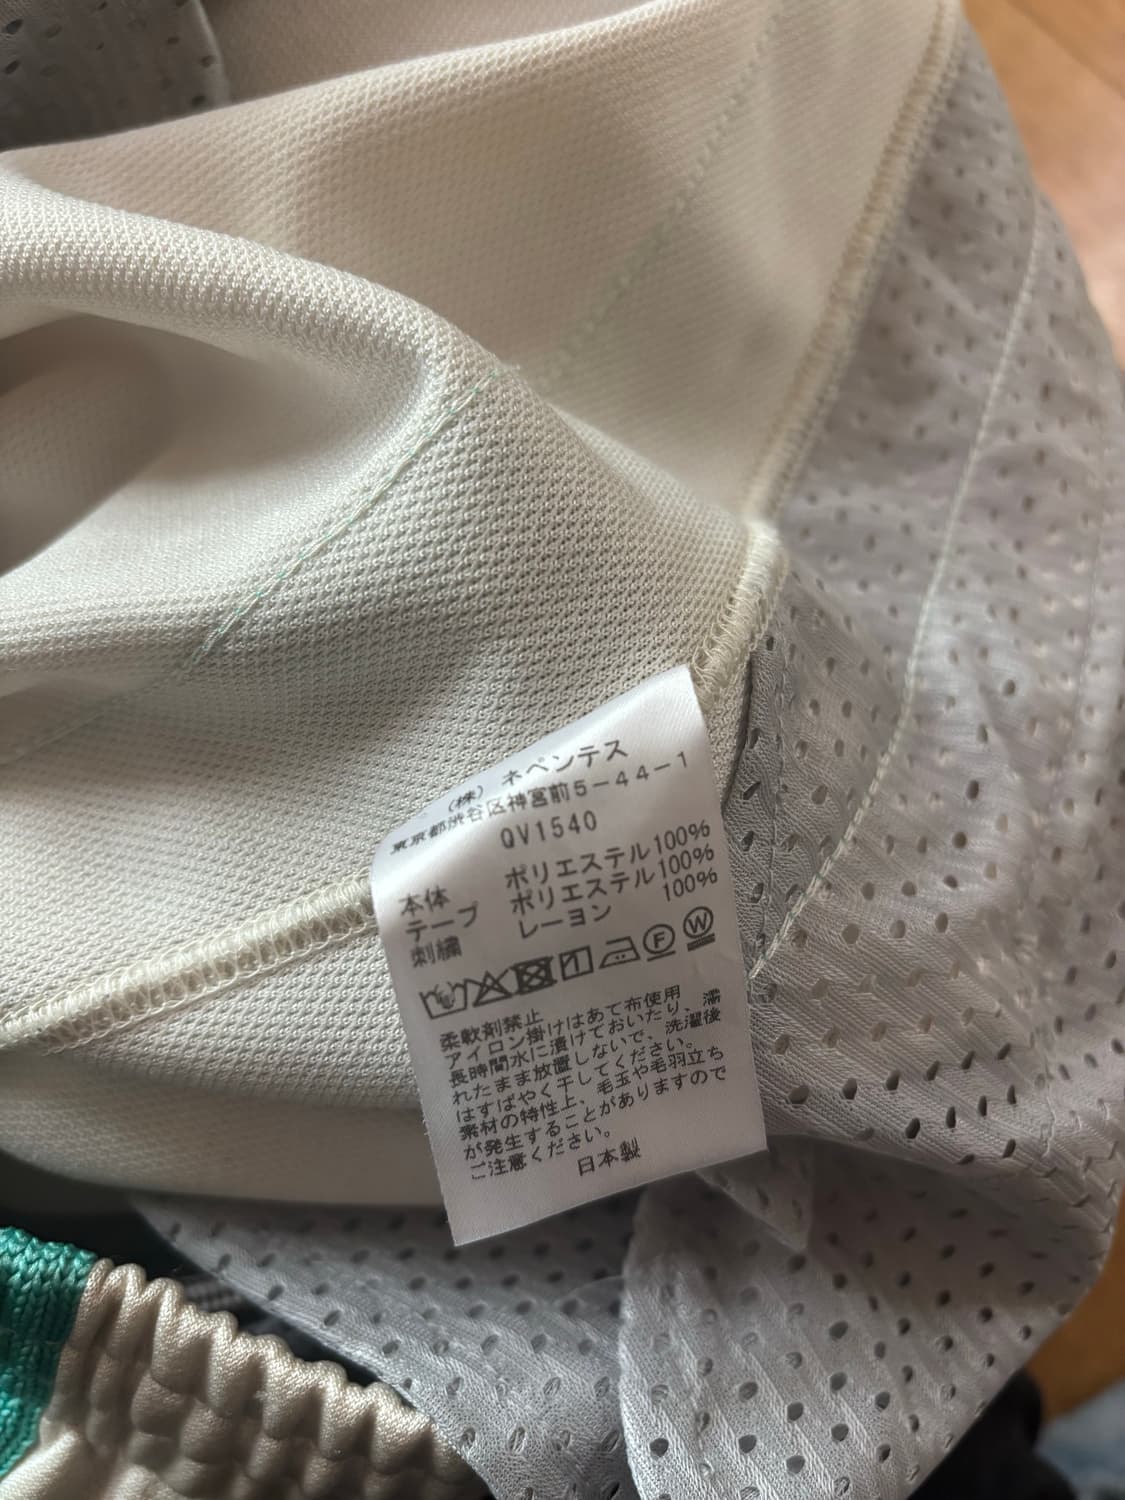 (株) ネペンテス
東京都渋谷区神宮前5-44-1
QV1540
本体 ポリエステル100%
テープ ポリエステル100%
刺繍 レーヨン 100%
F W
柔軟剤禁止
アイロン掛けはあて布使用
長時間水に漬けておいたり、濡
れたまま放置しないで、洗濯後
はすばやく干してください。
素材の特性上、毛玉や毛羽立ち
が発生することがありますので
ご注意ください。
日本製